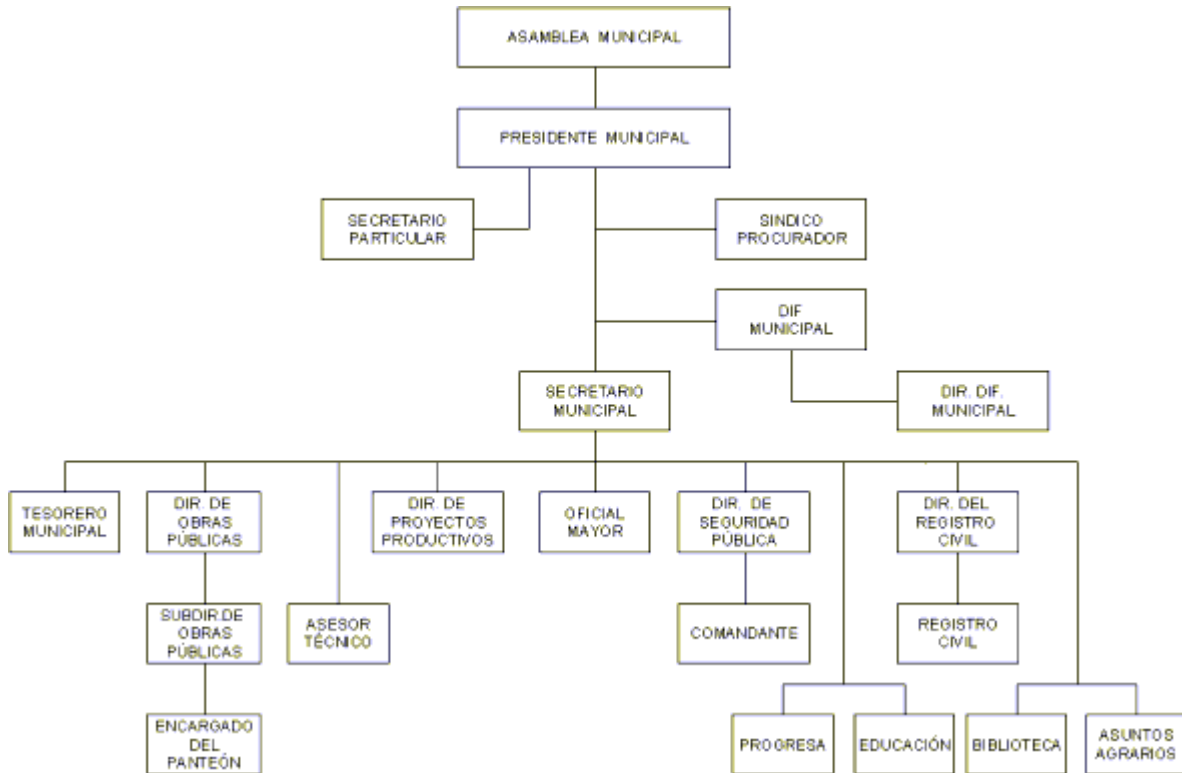 ASAMBLEA MUNICIPAL
PRESIDENTE MUNICIPAL
SECRETARIO
PARTICULAR
SINDICO
PROCURADOR
DIF
MUNICIPAL
SECRETARIO
MUNICIPAL
DIR. DIF.
MUNICIPAL
TESORERO
MUNICIPAL
DIR. DE
OBRAS
PÚBLICAS
DIR. DE
PROYECTOS
PRODUCTIVOS
OFICIAL
MAYOR
DIR. DE
SEGURIDAD
PÚBLICA
DIR. DEL
REGISTRO
CIVIL
SUBDIR.DE
OBRAS
PÚBLICAS
ASESOR
TÉCNICO
COMANDANTE
REGISTRO
CIVIL
ENCARGADO
DEL
PANTEÓN
PROGRESA
EDUCACIÓN
BIBLIOTECA
ASUNTOS
AGRARIOS